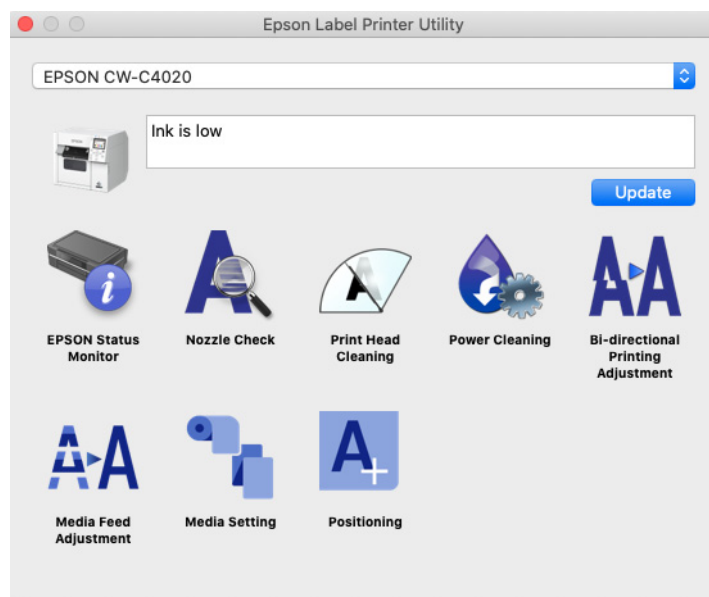 Epson Label Printer Utility
EPSON CW-C4020
Ink is low
Update
EPSON Status
Monitor
Nozzle Check
Print Head
Cleaning
Power Cleaning
Bi-directional
Printing
Adjustment
Media Feed
Adjustment
Media Setting
Positioning